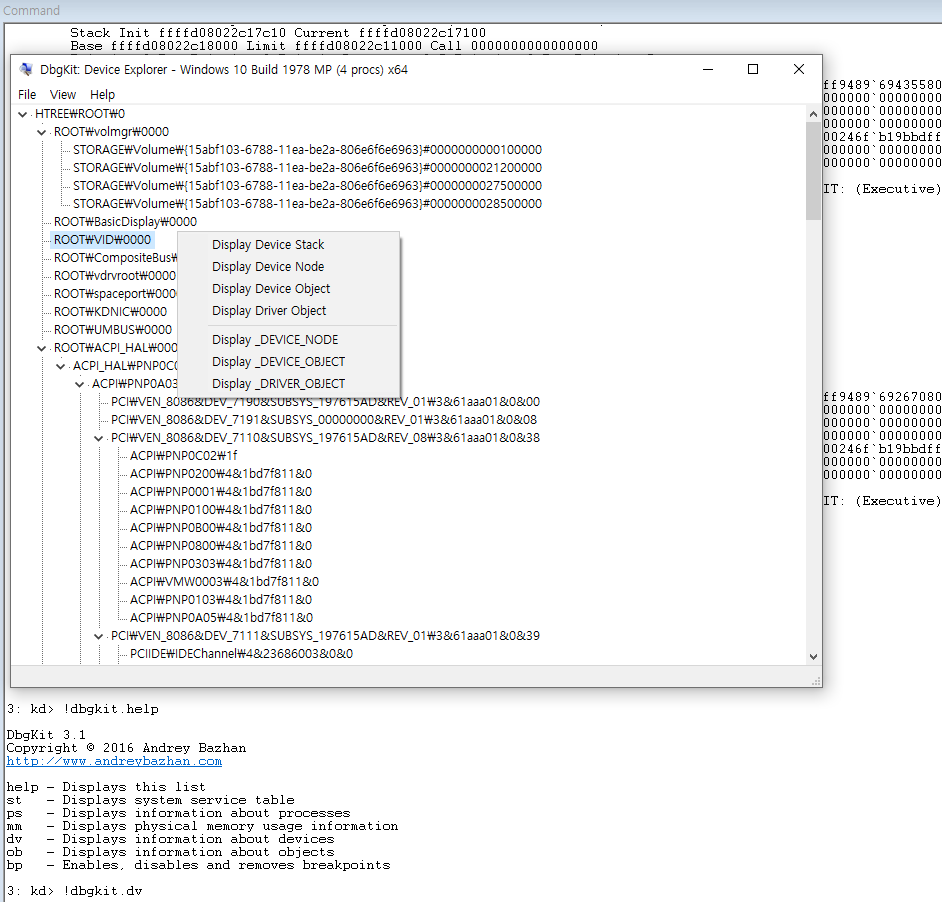 Command
Stack Init ffffd08022c17c10 Current ffffd08022c17100
Base ffffd08022c18000 Limit ffffd08022c11000 Call 0000000000000000
DbgKit: Device Explorer - Windows 10 Build 1978 MP (4 procs) x64
File View Help
HTREE₩ROOT₩0
ROOT₩volmgr₩0000
STORAGE₩Volume₩{15abf103-6788-11ea-be2a-806e6f6e6963}#0000000000100000
STORAGE₩Volume₩{15abf103-6788-11ea-be2a-806e6f6e6963}#0000000021200000
STORAGE₩Volume₩{15abf103-6788-11ea-be2a-806e6f6e6963}#0000000027500000
STORAGE₩Volume₩{15abf103-6788-11ea-be2a-806e6f6e6963}#0000000028500000
ROOT₩BasicDisplay₩0000
ROOT₩VID₩0000
ROOT₩CompositeBus₩
ROOT₩vdrvroot₩0000
ROOT₩spaceport₩000
ROOT₩KDNIC₩0000
ROOT₩UMBUS₩0000
ROOT₩ACPI_HAL₩000
ACPI_HAL₩PNP0C0
ACPI₩PNP0A03
Display Device Stack
Display Device Node
Display Device Object
Display Driver Object
Display _DEVICE_NODE
Display _DEVICE_OBJECT
Display _DRIVER_OBJECT
PCI₩VEN_8086&DEV_7190&SUBSYS_197615AD&REV_01₩3&61aaa01&0&00
PCI₩VEN_8086&DEV_7191&SUBSYS_00000000&REV_01₩3&61aaa01&0&08
PCI₩VEN_8086&DEV_7110&SUBSYS_197615AD&REV_08₩3&61aaa01&0&38
ACPI₩PNP0C02₩1f
ACPI₩PNP0200₩4&1bd7f811&0
ACPI₩PNP0001₩4&1bd7f811&0
ACPI₩PNP0100₩4&1bd7f811&0
ACPI₩PNP0B00₩4&1bd7f811&0
ACPI₩PNP0800₩4&1bd7f811&0
ACPI₩PNP0303₩4&1bd7f811&0
ACPI₩VMW0003₩4&1bd7f811&0
ACPI₩PNP0103₩4&1bd7f811&0
ACPI₩PNP0A05₩4&1bd7f811&0
PCI₩VEN_8086&DEV_7111&SUBSYS_197615AD&REV_01₩3&61aaa01&0&39
PCIIDE₩IDEChannel₩4&23686003&0&0
ff9489`69435580
000000`00000000
000000`00000000
000000`00000000
00246f`b19bbdff
000000`00000000
000000`00000000
IT: (Executive)
ff9489`69267080
000000`00000000
000000`00000000
000000`00000000
00246f`b19bbdff
000000`00000000
000000`00000000
IT: (Executive)
3: kd> !dbgkit.help
DbgKit 3.1
Copyright © 2016 Andrey Bazhan
http://www.andreybazhan.com
help - Displays this list
st - Displays system service table
ps - Displays information about processes
mm - Displays physical memory usage information
dv - Displays information about devices
ob - Displays information about objects
bp - Enables, disables and removes breakpoints
3: kd> !dbgkit.dv